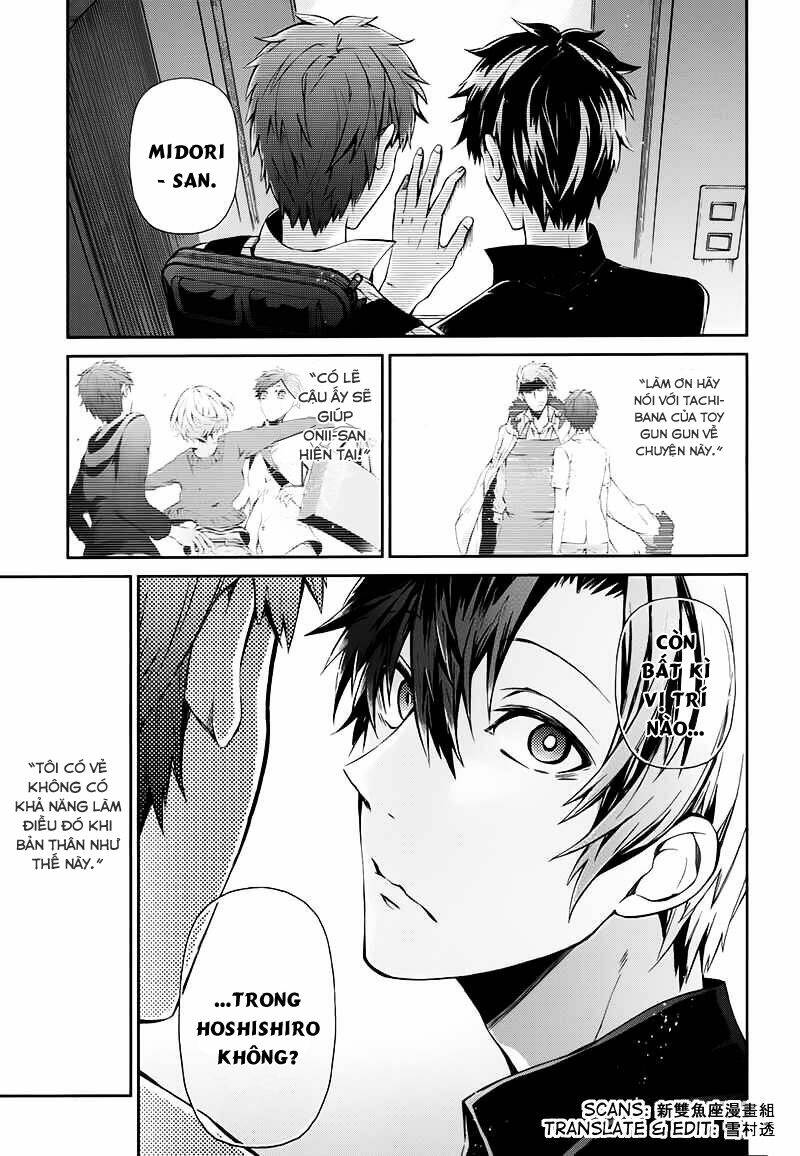 MIDORI
- SAN.
"LÀM ƠN HÃY
NÓI VỚI TACHI-
BANA CỦA TOY
GUN GUN VỀ
CHUYỆN NÀY."
"CÓ LẼ
CẬU ẤY SẼ
GIÚP
ONII-SAN
HIỆN TẠI!"
CÒN
BẤT KÌ
VỊ TRÍ
NÀO...
...TRONG
HOSHISHIRO
KHÔNG?
"TÔI CÓ VẺ
KHÔNG CÓ
KHẢ NĂNG LÀM
ĐIỀU ĐÓ KHI
BẢN THÂN NHƯ
THẾ NÀY."
SCANS: 新雙魚座漫畫組
TRANSLATE & EDIT: 雪村透